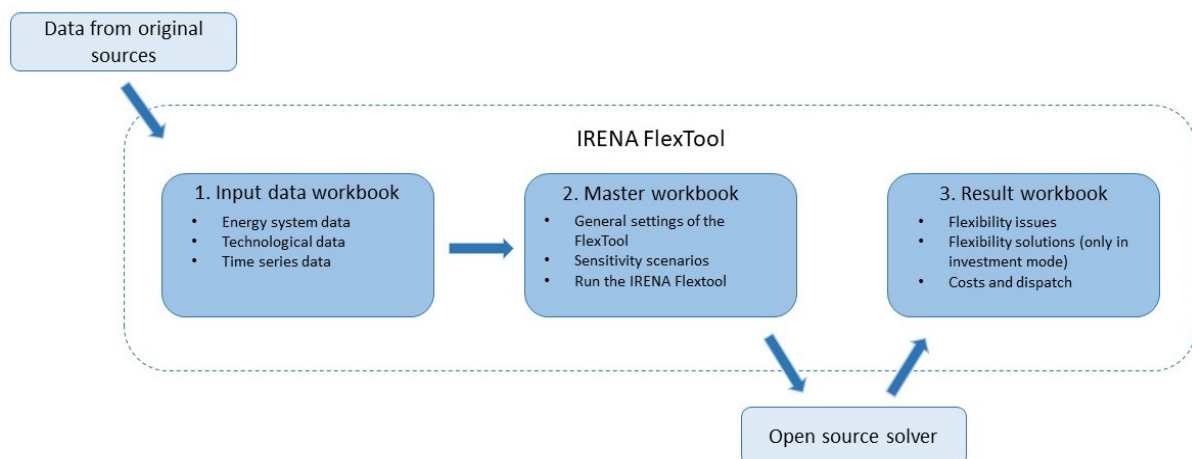 Data from original
sources
IRENA FlexTool
1. Input data workbook
• Energy system data
• Technological data
• Time series data
2. Master workbook
• General settings of the
FlexTool
• Sensitivity scenarios
• Run the IRENA Flextool
3. Result workbook
• Flexibility issues
• Flexibility solutions (only in
investment mode)
• Costs and dispatch
Open source solver